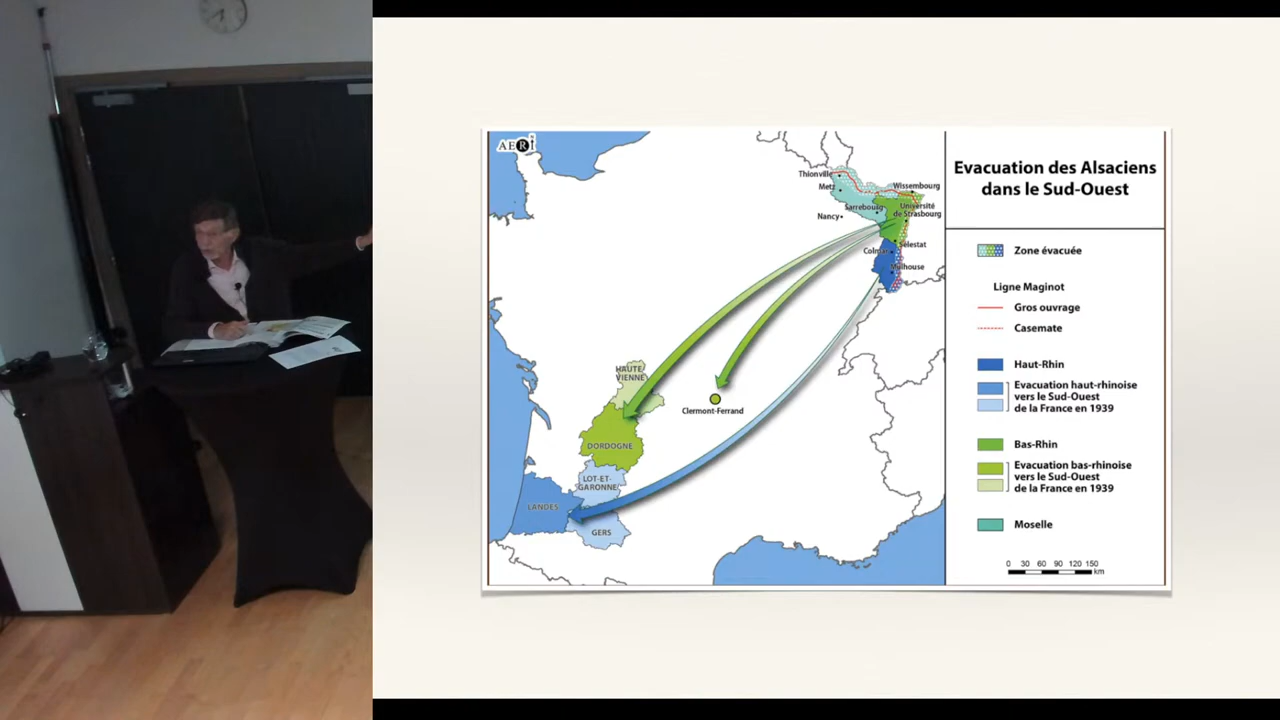 AERI
Thionville
Metz
Wissembourg
Sarrebourg
Université
de Strasbourg
Nancy
Sélestat
Colmar
Mulhouse
HAUTE
VIENNE
Clermont-Ferrand
DORDOGNE
LOT-ET-
GARONNE
LANDES
GERS
Evacuation des Alsaciens
dans le Sud-Ouest
Zone évacuée
Ligne Maginot
Gros ouvrage
Casemate
Haut-Rhin
Evacuation haut-rhinoise
vers le Sud-Ouest
de la France en 1939
Bas-Rhin
Evacuation bas-rhinoise
vers le Sud-Ouest
de la France en 1939
Moselle
0 30 60 90 120 150
km